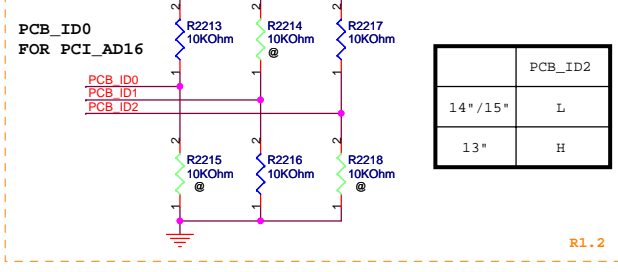 PCB_ID0
FOR PCI_AD16
2
2
2
R2213
10KOhm
R2214
10KOhm
@
R2217
10KOhm
1
1
1
PCB_ID0
PCB_ID1
PCB_ID2
2
2
2
R2215
10KOhm
@
R2216
10KOhm
R2218
10KOhm
@
1
1
1
PCB_ID2
14"/15" L
13" H
R1.2